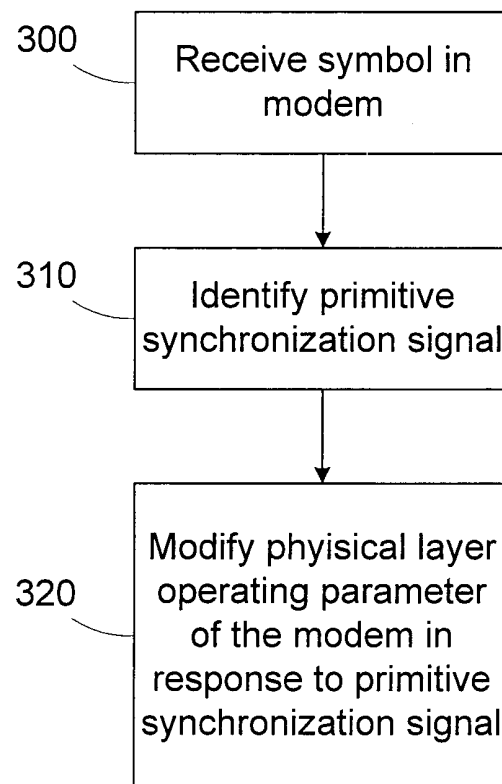 300
Receive symbol in
modem
310
Identify primitive
synchronization signal
320
Modify phyisical layer
operating parameter
of the modem in
response to primitive
synchronization signal